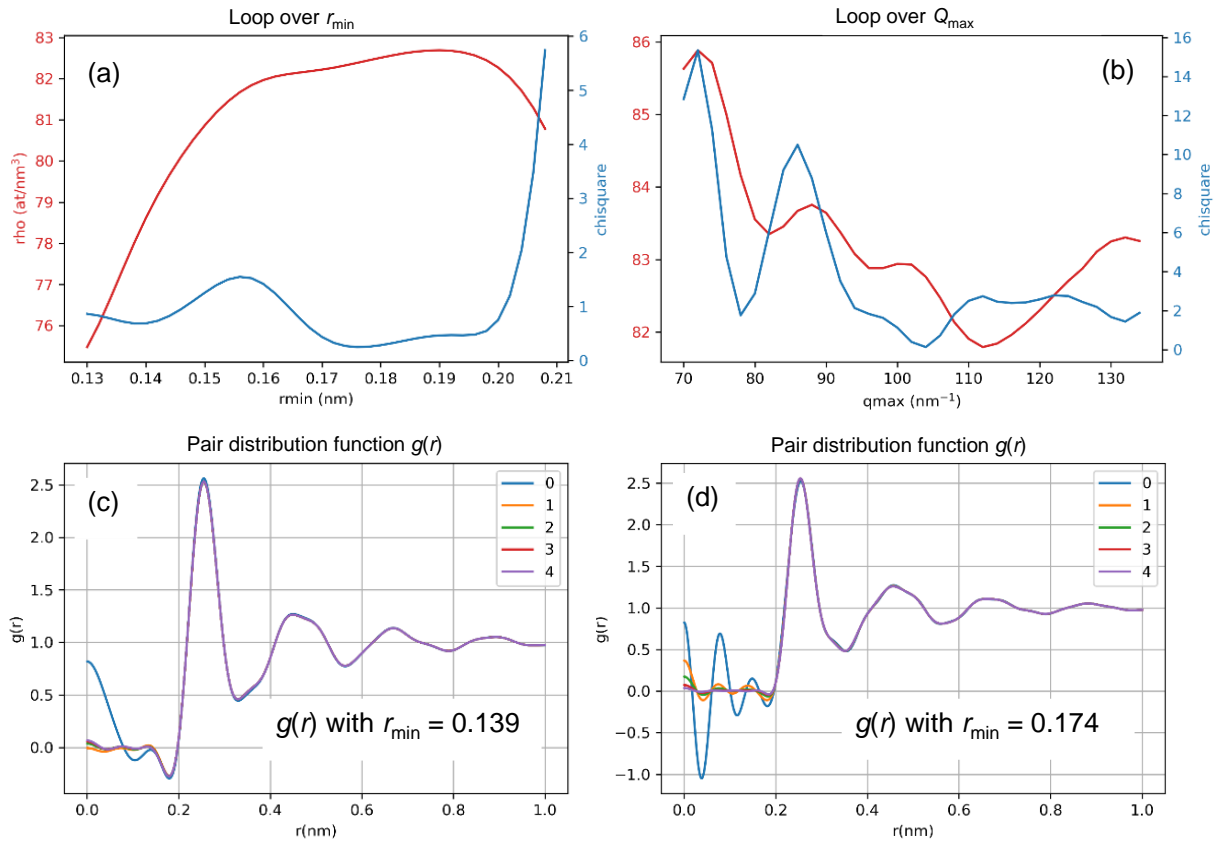 Loop over r_min
(a)
83
82
81
80
79
78
77
76
rho (at/nm³)
6
5
4
3
2
1
0
chisquare
0.13 0.14 0.15 0.16 0.17 0.18 0.19 0.20 0.21
rmin (nm)
Loop over Q_max
(b)
86
85
84
83
82
16
14
12
10
8
6
4
2
0
chisquare
70 80 90 100 110 120 130
qmax (nm⁻¹)
Pair distribution function g(r)
(c)
2.5
2.0
1.5
1.0
0.5
0.0
g(r)
0
1
2
3
4
g(r) with r_min = 0.139
0.0 0.2 0.4 0.6 0.8 1.0
r(nm)
Pair distribution function g(r)
(d)
2.5
2.0
1.5
1.0
0.5
0.0
−0.5
−1.0
g(r)
0
1
2
3
4
g(r) with r_min = 0.174
0.0 0.2 0.4 0.6 0.8 1.0
r(nm)